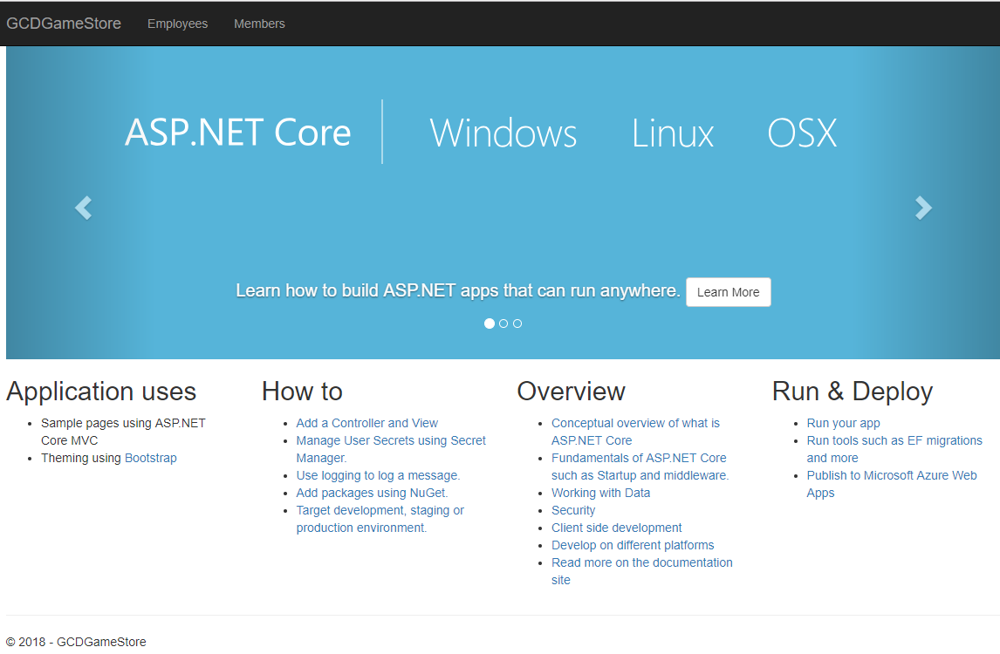 GCDGameStore Employees Members
ASP.NET Core Windows Linux OSX
Learn how to build ASP.NET apps that can run anywhere. Learn More
Application uses
Sample pages using ASP.NET
Core MVC
Theming using Bootstrap
How to
Add a Controller and View
Manage User Secrets using Secret
Manager.
Use logging to log a message.
Add packages using NuGet.
Target development, staging or
production environment.
Overview
Conceptual overview of what is
ASP.NET Core
Fundamentals of ASP.NET Core
such as Startup and middleware.
Working with Data
Security
Client side development
Develop on different platforms
Read more on the documentation
site
Run & Deploy
Run your app
Run tools such as EF migrations
and more
Publish to Microsoft Azure Web
Apps
© 2018 - GCDGameStore